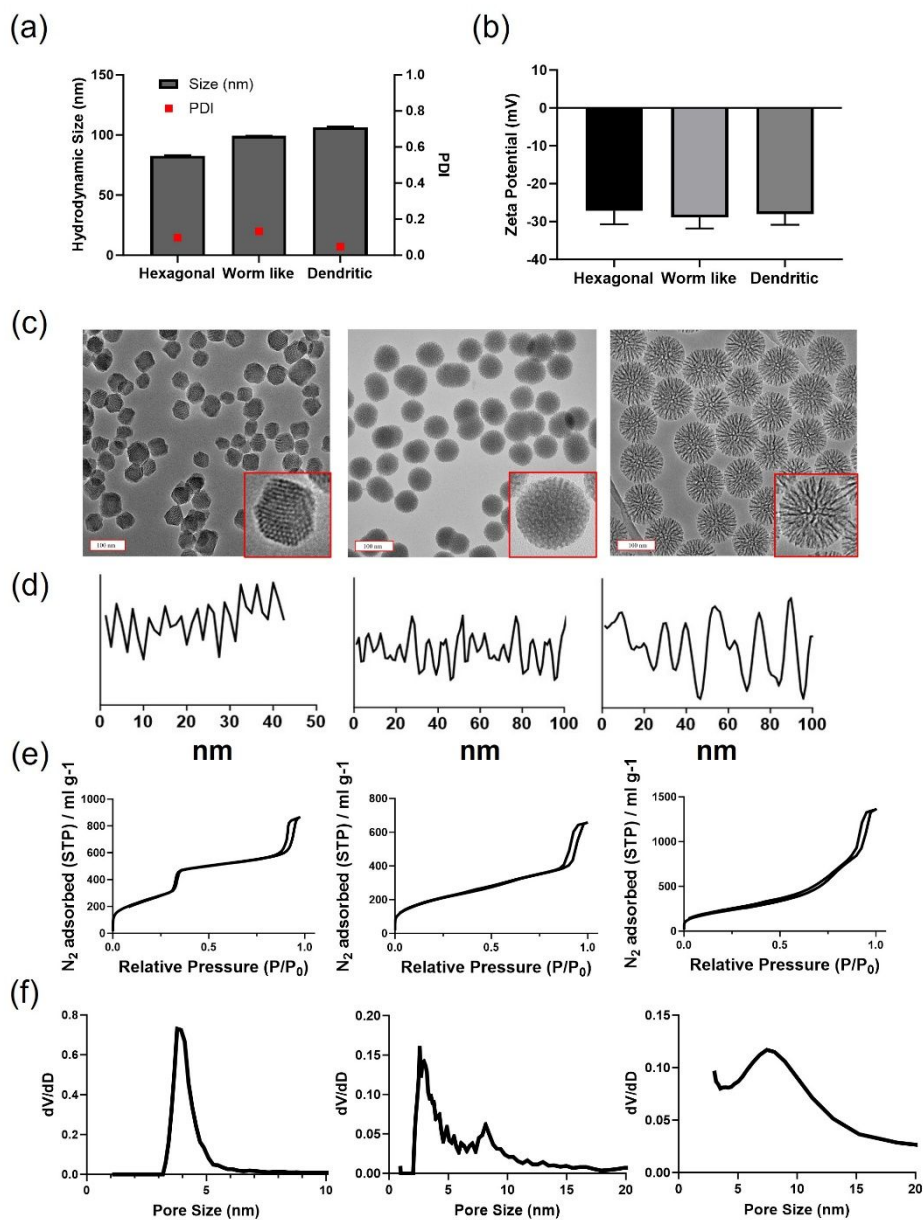 (a)
Hydrodynamic Size (nm)
150
100
50
0
Size (nm)
PDI
1.0
0.8
0.6
0.4
0.2
0.0
PDI
Hexagonal Worm like Dendritic
(b)
Zeta Potential (mV)
10
0
-10
-20
-30
-40
Hexagonal Worm like Dendritic
(c)
100 nm
100 nm
100 nm
(d)
0 10 20 30 40 50
nm
0 20 40 60 80 100
nm
0 20 40 60 80 100
nm
(e)
N2 adsorbed (STP) / ml g-1
1000
800
600
400
200
0
0.0 0.5 1.0
Relative Pressure (P/P0)
N2 adsorbed (STP) / ml g-1
800
600
400
200
0
0.0 0.5 1.0
Relative Pressure (P/P0)
N2 adsorbed (STP) / ml g-1
1500
1000
500
0
0.0 0.5 1.0
Relative Pressure (P/P0)
(f)
dV/dD
0.8
0.6
0.4
0.2
0.0
0 5 10
Pore Size (nm)
dV/dD
0.20
0.15
0.10
0.05
0.00
0 5 10 15 20
Pore Size (nm)
dV/dD
0.15
0.10
0.05
0.00
0 5 10 15 20
Pore Size (nm)